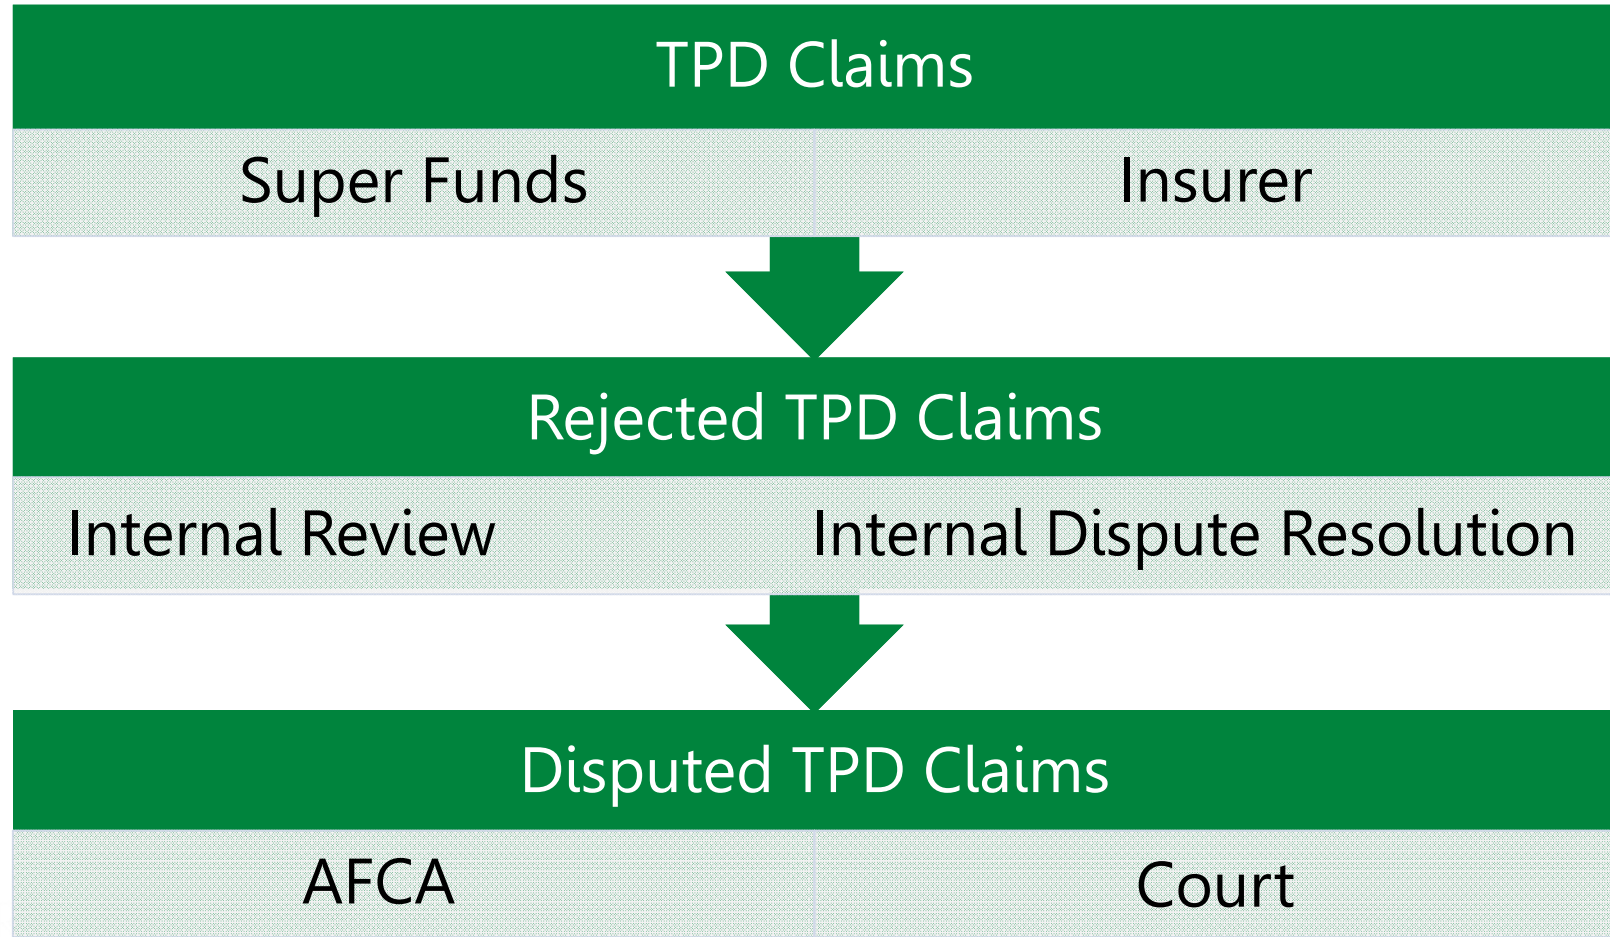 TPD Claims
Super Funds
Insurer
Rejected TPD Claims
Internal Review
Internal Dispute Resolution
Disputed TPD Claims
AFCA
Court